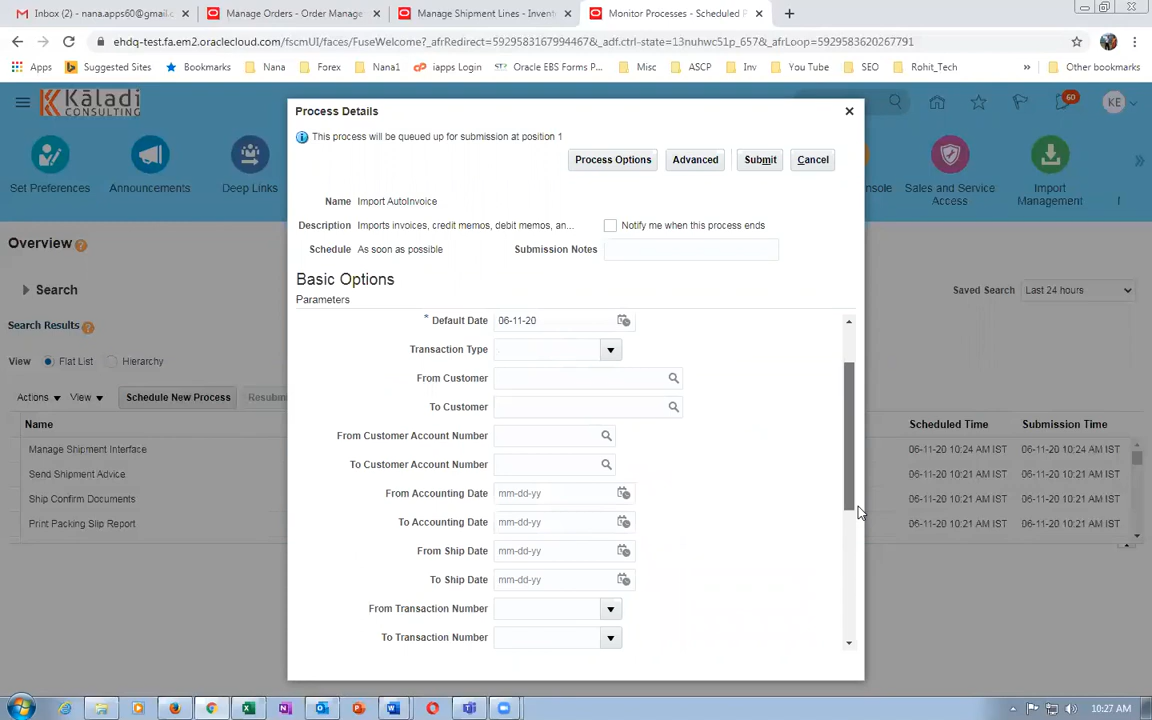 Inbox (2) - nana.apps60@gmail.c
Manage Orders - Order Manage
Manage Shipment Lines - Invent
Monitor Processes - Scheduled P
ehdq-test.fa.em2.oraclecloud.com/fscmUI/faces/FuseWelcome?_afrRedirect=5929583167994467&_adf.ctrl-state=13nuhwc51p_657&_afrLoop=5929583620267791
Apps
Suggested Sites
Bookmarks
Nana
Forex
Nana1
iapps Login
Oracle EBS Forms P...
Misc
ASCP
Inv
You Tube
SEO
Rohit_Tech
»
Other bookmarks
Kāladi
CONSULTING
60
KE
Set Preferences
Announcements
Deep Links
nsole
Sales and Service
Access
Import
Management
Overview
Search
Saved Search
Last 24 hours
Search Results
View
Flat List
Hierarchy
Actions
View
Schedule New Process
Resubm
Name
Scheduled Time
Submission Time
Manage Shipment Interface
06-11-20 10:24 AM IST
06-11-20 10:24 AM IST
Send Shipment Advice
06-11-20 10:21 AM IST
06-11-20 10:21 AM IST
Ship Confirm Documents
06-11-20 10:21 AM IST
06-11-20 10:21 AM IST
Print Packing Slip Report
06-11-20 10:21 AM IST
06-11-20 10:21 AM IST
Process Details
This process will be queued up for submission at position 1
Process Options
Advanced
Submit
Cancel
Name Import AutoInvoice
Description Imports invoices, credit memos, debit memos, an...
Notify me when this process ends
Schedule As soon as possible
Submission Notes
Basic Options
Parameters
* Default Date 06-11-20
Transaction Type
From Customer
To Customer
From Customer Account Number
To Customer Account Number
From Accounting Date mm-dd-yy
To Accounting Date mm-dd-yy
From Ship Date mm-dd-yy
To Ship Date mm-dd-yy
From Transaction Number
To Transaction Number
10:27 AM